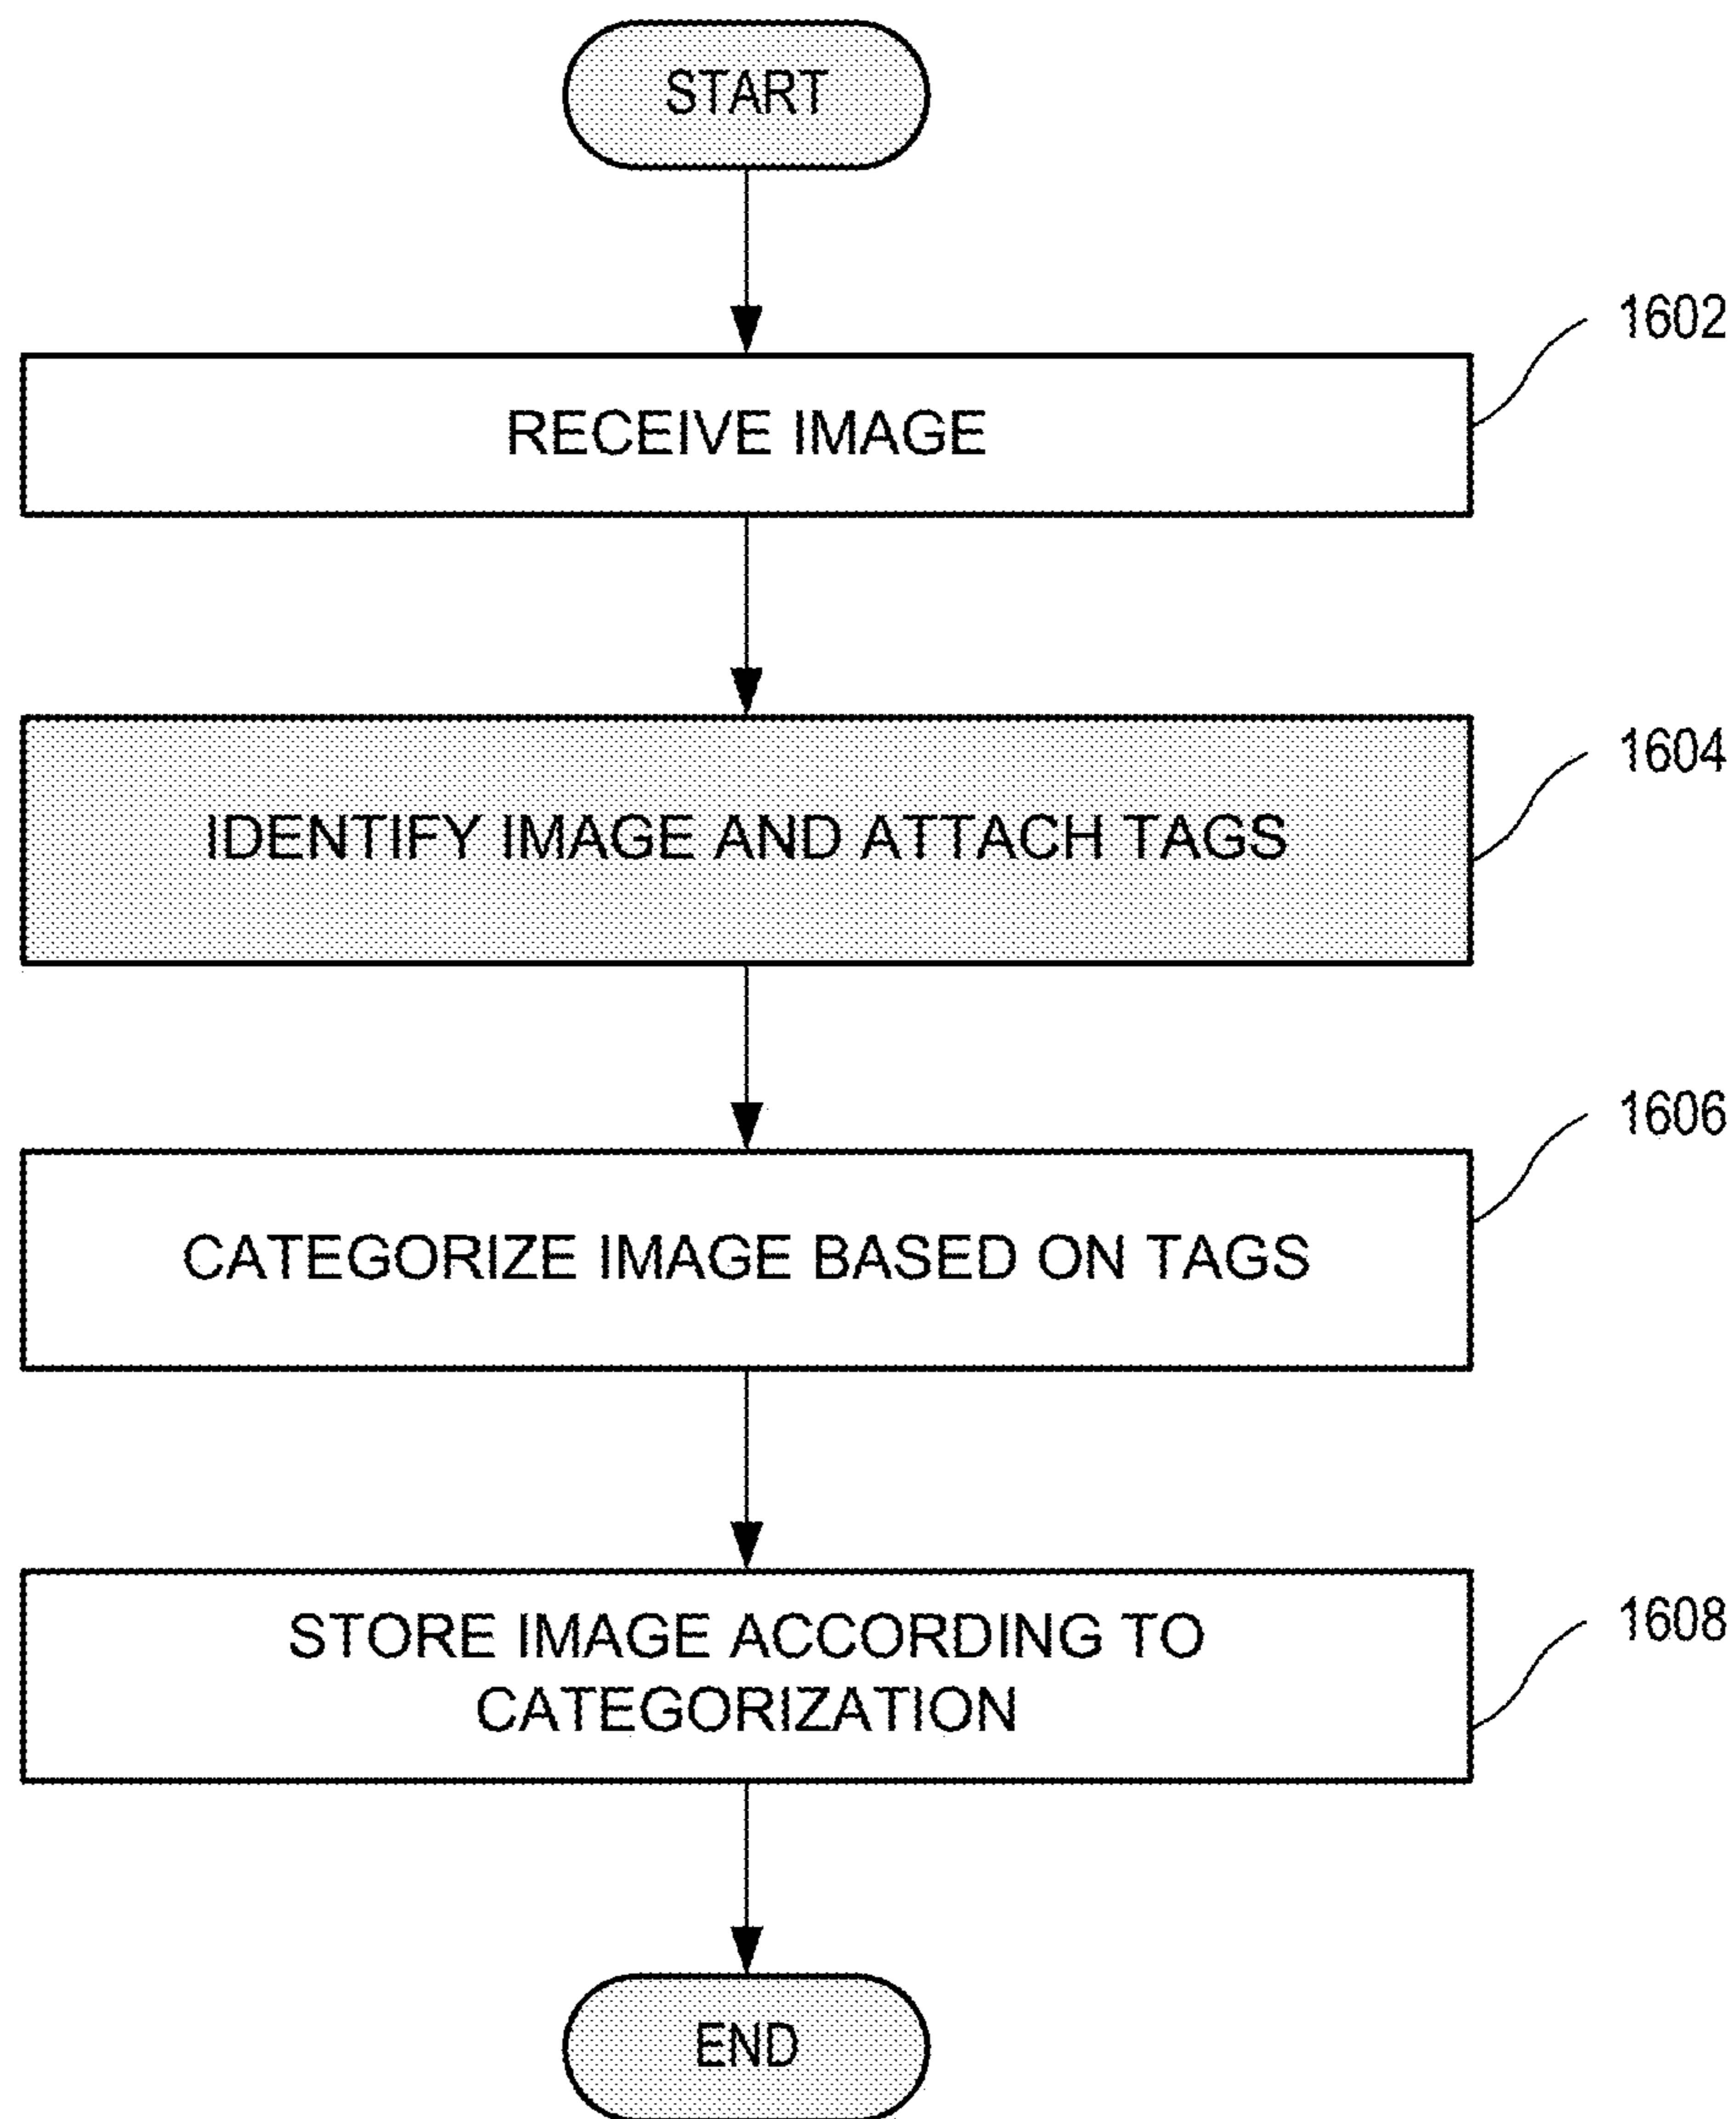 START
1602
RECEIVE IMAGE
1604
IDENTIFY IMAGE AND ATTACH TAGS
1606
CATEGORIZE IMAGE BASED ON TAGS
1608
STORE IMAGE ACCORDING TO
CATEGORIZATION
END